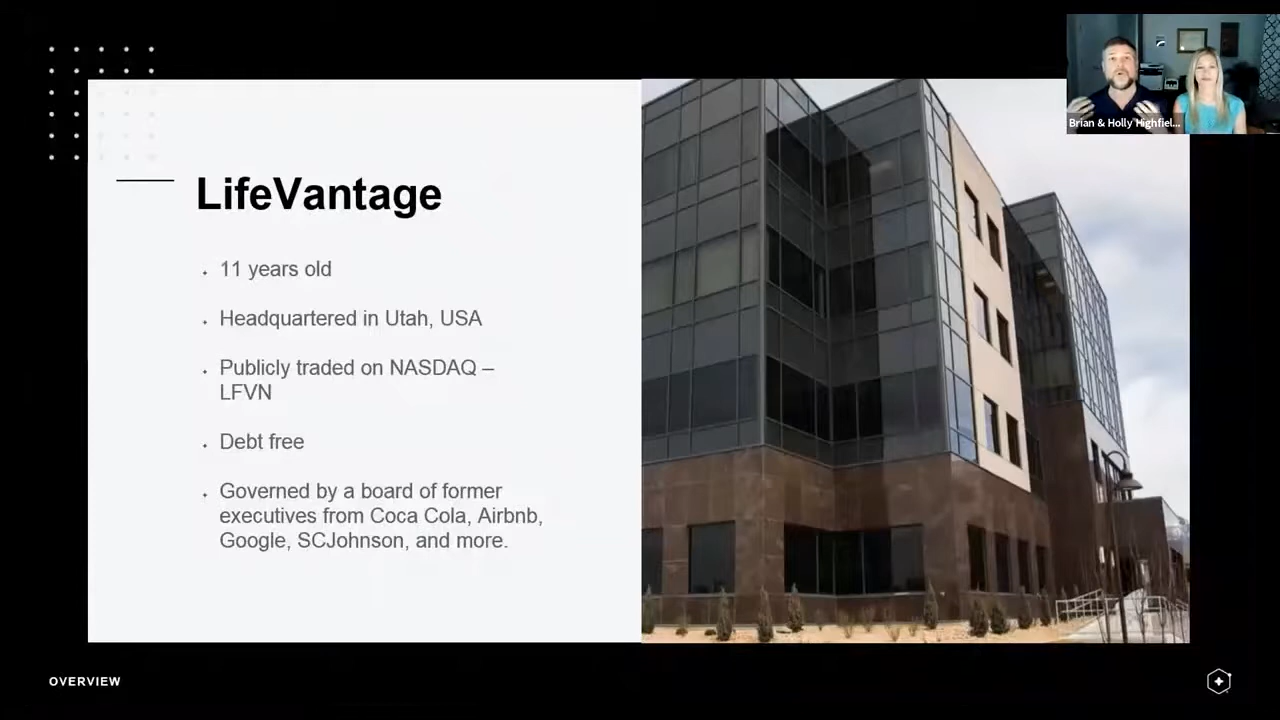 Brian & Holly Highfiel...
LifeVantage
11 years old
Headquartered in Utah, USA
Publicly traded on NASDAQ –
LFVN
Debt free
Governed by a board of former
executives from Coca Cola, Airbnb,
Google, SCJohnson, and more.
OVERVIEW